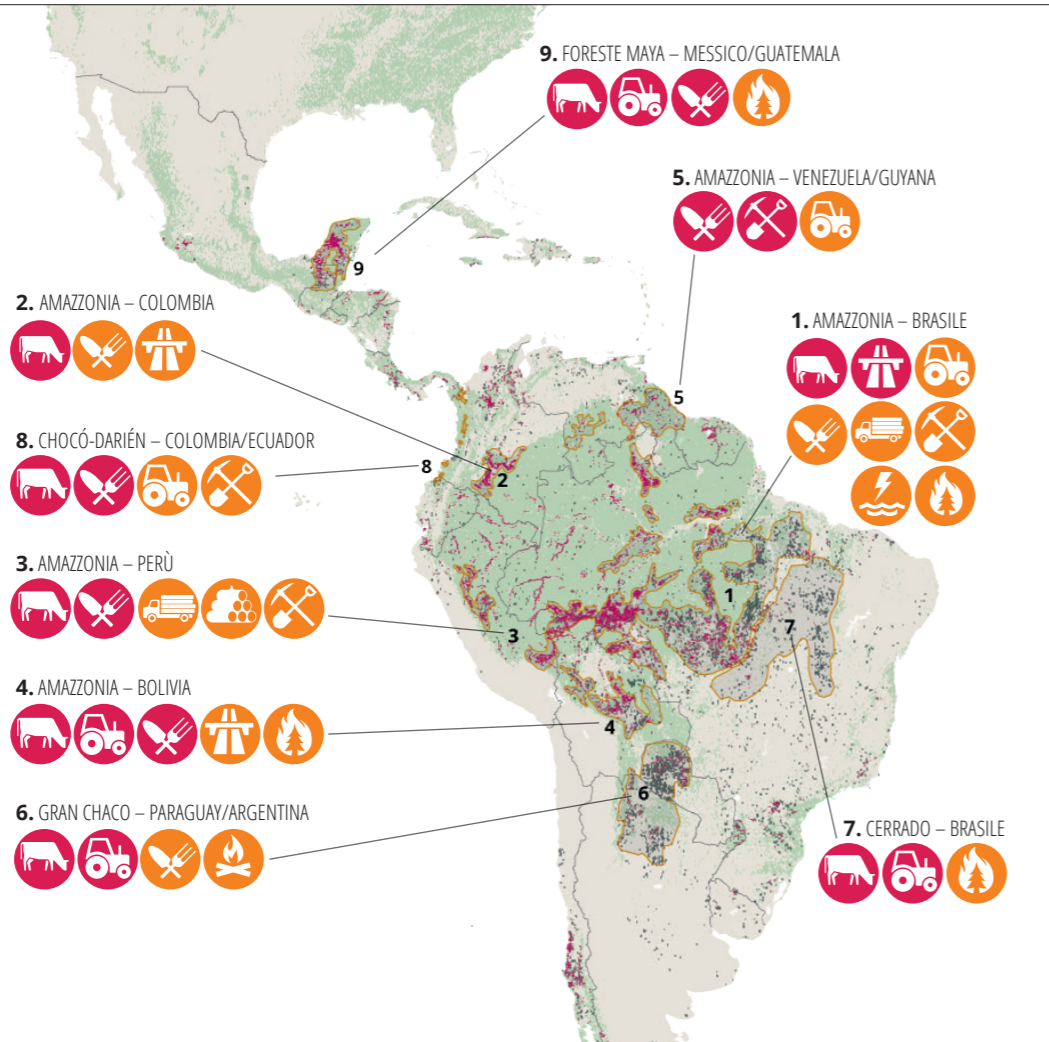 9. FORESTE MAYA – MESSICO/GUATEMALA
5. AMAZZONIA – VENEZUELA/GUYANA
9
2. AMAZZONIA – COLOMBIA
1. AMAZZONIA – BRASILE
5
8. CHOCÓ-DARIÉN – COLOMBIA/ECUADOR
8
2
3. AMAZZONIA – PERÙ
1
7
3
4. AMAZZONIA – BOLIVIA
4
6. GRAN CHACO – PARAGUAY/ARGENTINA
6
7. CERRADO – BRASILE